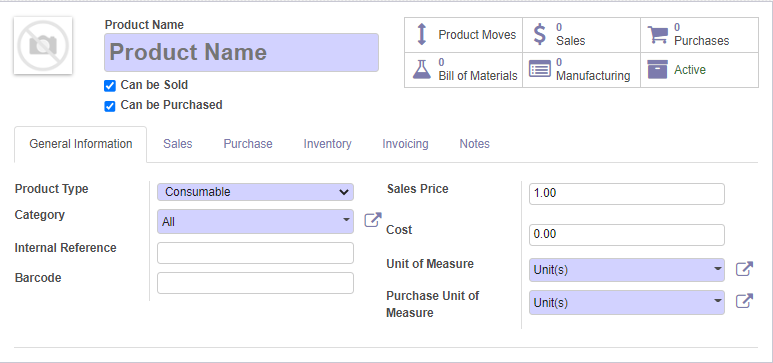 Product Name
Product Name
Can be Sold
Can be Purchased
Product Moves
0
Sales
0
Purchases
0
Bill of Materials
0
Manufacturing
Active
General Information Sales Purchase Inventory Invoicing Notes
Product Type Consumable
Category All
Internal Reference
Barcode
Sales Price 1.00
Cost 0.00
Unit of Measure Unit(s)
Purchase Unit of
Measure Unit(s)